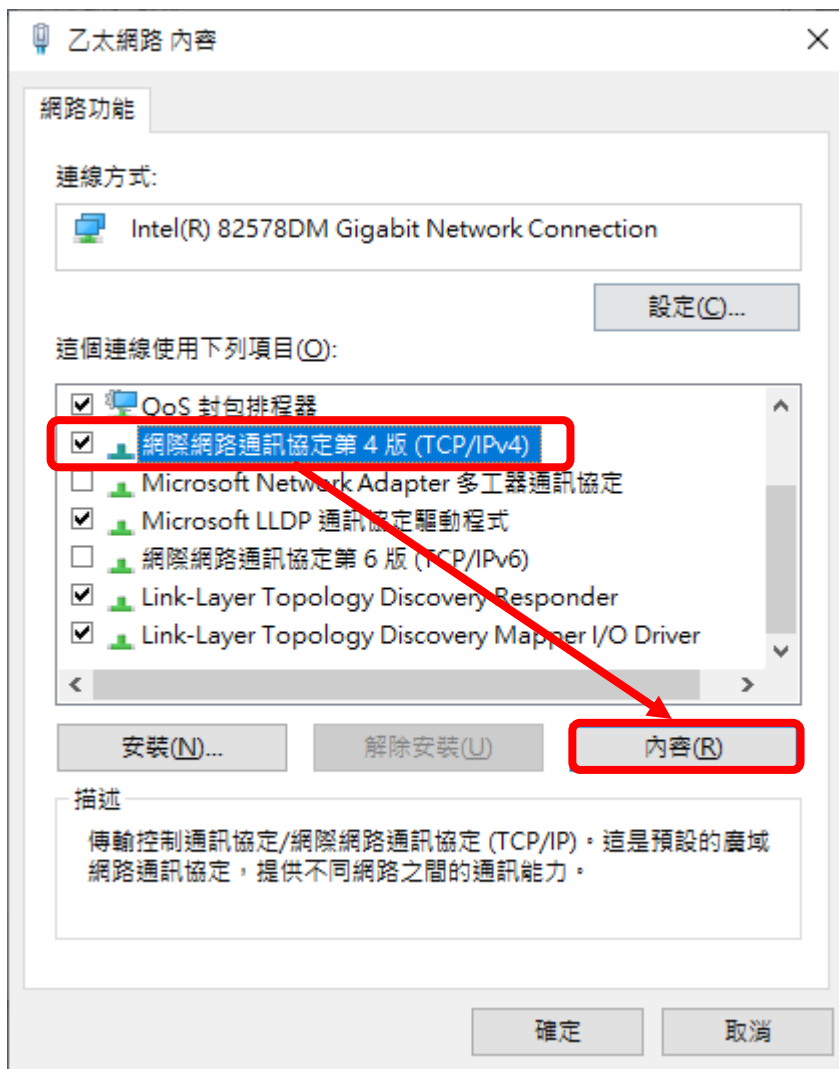 乙太網路 內容
網路功能
連線方式:
Intel(R) 82578DM Gigabit Network Connection
設定(C)...
這個連線使用下列項目(O):
QoS 封包排程器
網際網路通訊協定第 4 版 (TCP/IPv4)
Microsoft Network Adapter 多工器通訊協定
Microsoft LLDP 通訊協定驅動程式
網際網路通訊協定第 6 版 (TCP/IPv6)
Link-Layer Topology Discovery Responder
Link-Layer Topology Discovery Mapper I/O Driver
安裝(N)...
解除安裝(U)
內容(R)
描述
傳輸控制通訊協定/網際網路通訊協定 (TCP/IP)。這是預設的廣域
網路通訊協定，提供不同網路之間的通訊能力。
確定
取消